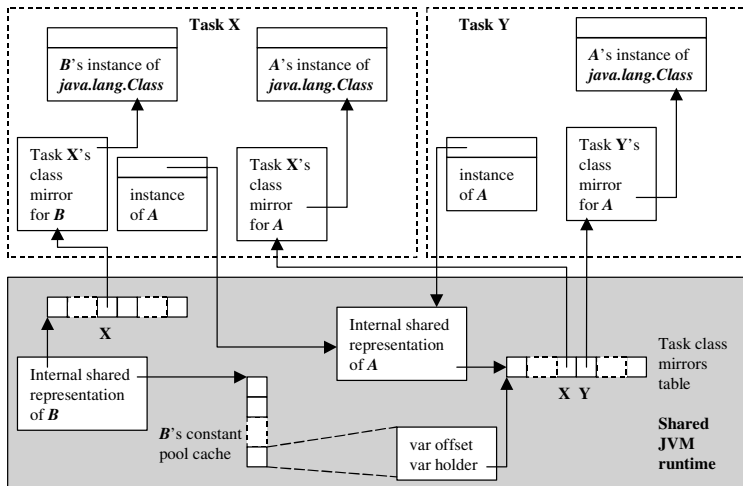 Task X
Task Y
B's instance of
java.lang.Class
A's instance of
java.lang.Class
A's instance of
java.lang.Class
Task X's
class
mirror
for B
instance
of A
Task X's
class
mirror
for A
instance
of A
Task Y's
class
mirror
for A
X
Internal shared
representation
of B
Internal shared
representation
of A
X Y
Task class
mirrors
table
B's constant
pool cache
var offset
var holder
Shared
JVM
runtime